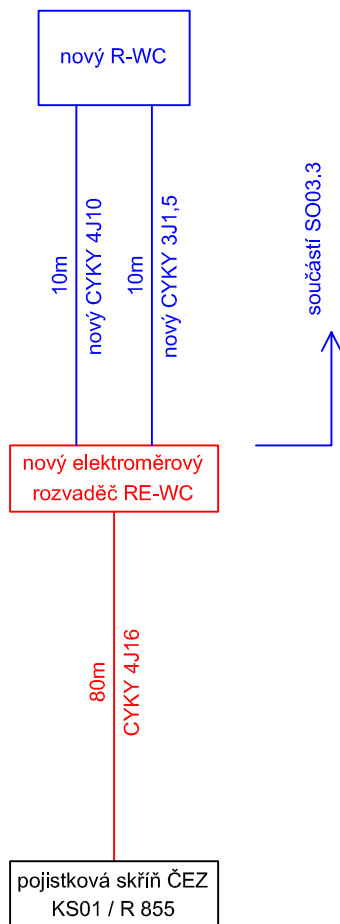 nový R-WC
10m
nový CYKY 4J10
10m
nový CYKY 3J1,5
součástí SO03.3
nový elektroměrový
rozvaděč RE-WC
80m
CYKY 4J16
pojistková skříň ČEZ
KS01 / R 855